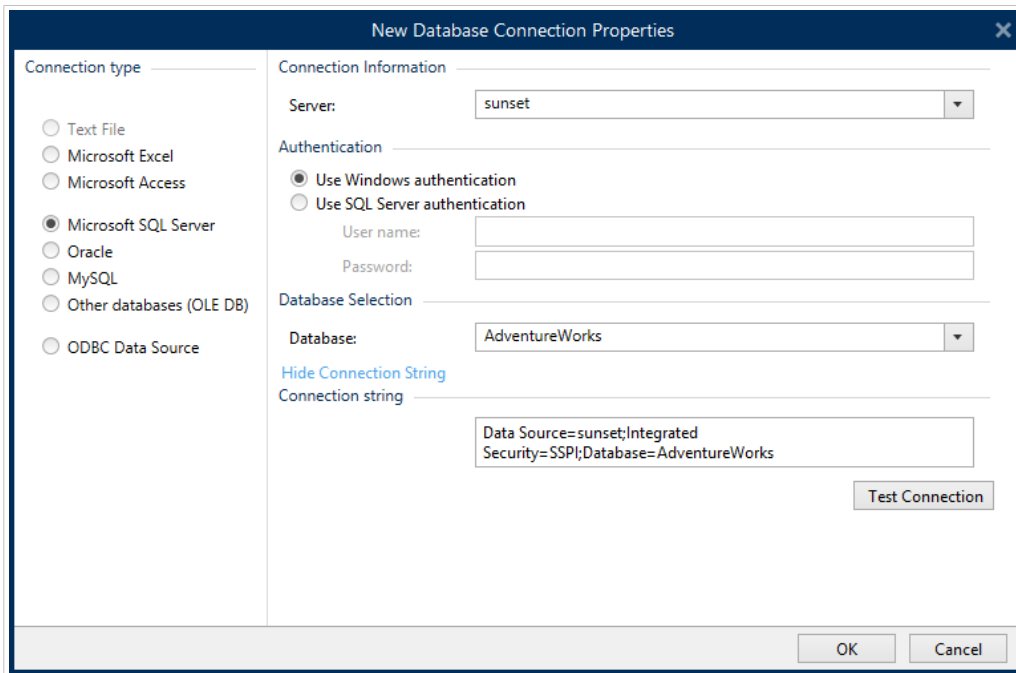 New Database Connection Properties
Connection type
Text File
Microsoft Excel
Microsoft Access
Microsoft SQL Server
Oracle
MySQL
Other databases (OLE DB)
ODBC Data Source
Connection Information
Server:
sunset
Authentication
Use Windows authentication
Use SQL Server authentication
User name:
Password:
Database Selection
Database:
AdventureWorks
Hide Connection String
Connection string
Data Source=sunset;Integrated
Security=SSPI;Database=AdventureWorks
Test Connection
OK
Cancel